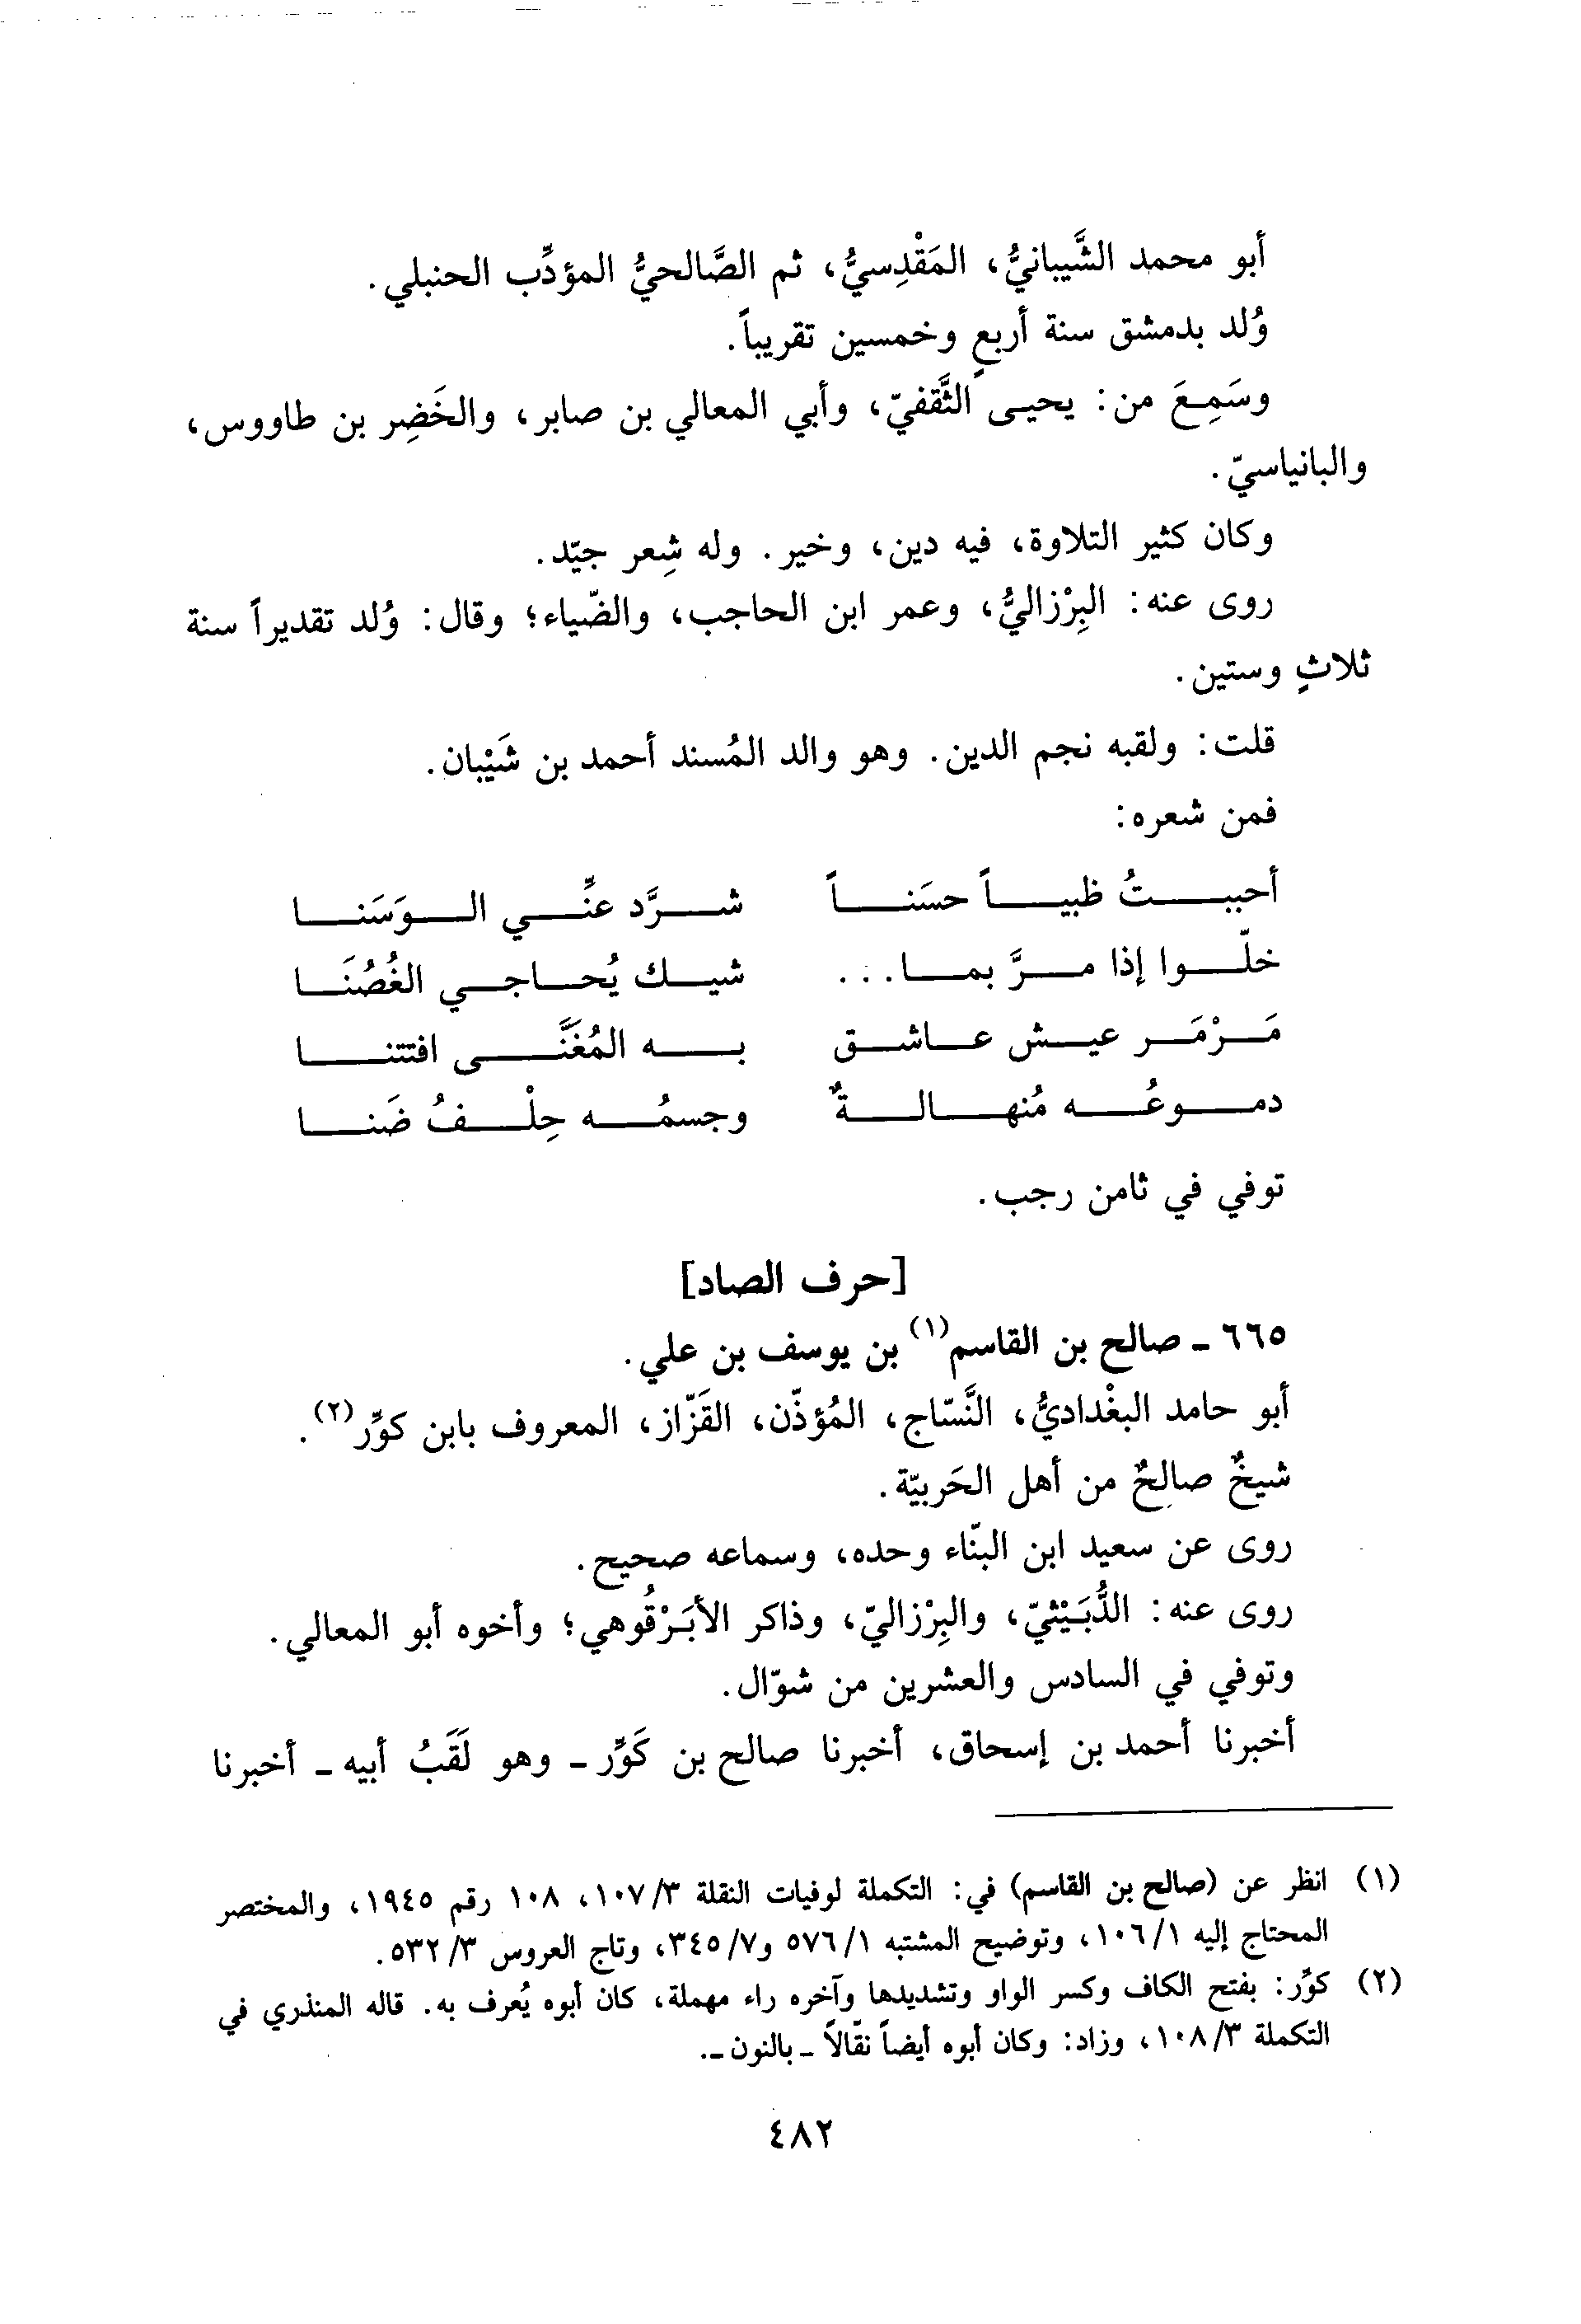 أبو محمد الشَّيبانيُّ، المَقْدِسيُّ، ثم الصَّالحيُّ المؤدِّب الحنبلي.
وُلد بدمشق سنة أربعٍ وخمسين تقريباً.
وسَمِعَ من: يحيى الثَّقفيّ، وأبي المعالي بن صابر، والخَضِر بن طاووس،
والبانياسيّ.
وكان كثير التلاوة، فيه دين، وخير. وله شِعر جيّد.
روى عنه: البِرْزاليُّ، وعمر ابن الحاجب، والضّياء؛ وقال: وُلد تقديراً سنة
ثلاثٍ وستين.
قلت: ولقبه نجم الدين. وهو والد المُسند أحمد بن شَيْبان.
فمن شعره:
أحببتُ ظبياً حسَناً شرَّد عنِّي الوَسَنا
خلّوا إذا مرَّ بما... شيك يُحاجي الغُصُنَا
مَرْمَر عيش عاشق به المُغَنَّى افتتنا
دموعُه مُنهالةٌ وجسمُه حِلْفُ ضَنا
توفي في ثامن رجب.
[حرف الصاد]
٦٦٥ ـ صالح بن القاسم(١) بن يوسف بن علي.
أبو حامد البغْداديُّ، النَّسّاج، المُؤذّن، القَزّاز، المعروف بابن كوِّر(٢).
شيخٌ صالحٌ من أهل الحَربيّة.
روى عن سعيد ابن البنّاء وحده، وسماعه صحيح.
روى عنه: الدُّبَيْثيّ، والبِرْزاليّ، وذاكر الأبَرْقُوهي؛ وأخوه أبو المعالي.
وتوفي في السادس والعشرين من شوّال.
أخبرنا أحمد بن إسحاق، أخبرنا صالح بن كَوِّر ـ وهو لَقَبُ أبيه ـ أخبرنا
(١) انظر عن (صالح بن القاسم) في: التكملة لوفيات النقلة ٣/١٠٧، ١٠٨ رقم ١٩٤٥، والمختصر
المحتاج إليه ١/١٠٦، وتوضيح المشتبه ١/٥٧٦ و٧/٣٤٥، وتاج العروس ٣/٥٣٢.
(٢) كوِّر: بفتح الكاف وكسر الواو وتشديدها وآخره راء مهملة، كان أبوه يُعرف به. قاله المنذري في
التكملة ٣/١٠٨، وزاد: وكان أبوه أيضاً نقّالاً ـ بالنون ـ.
٤٨٢